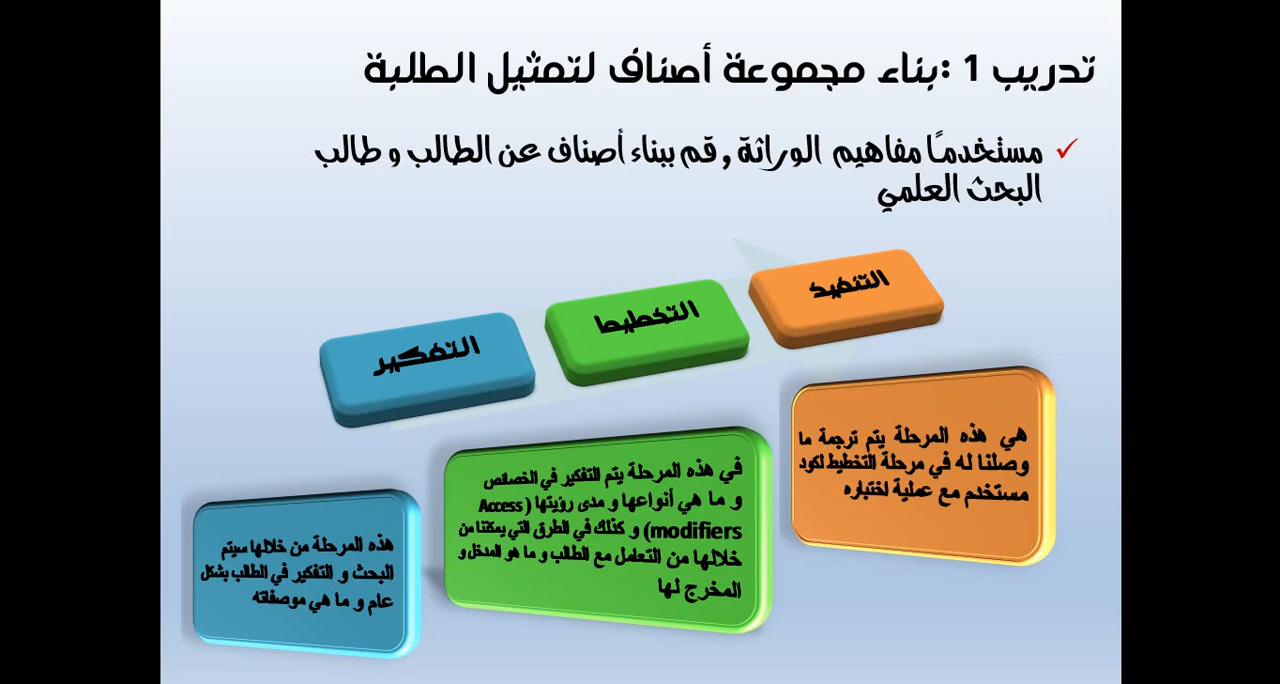 تدريب 1 :بناء مجموعة أصناف لتمثيل الطلبة
✓ مستخدمًا مفاهيم الوراثة , قم ببناء أصناف عن الطالب و طالب
البحث العلمي
التنفيذ
التخطيط
التفكير
هي هذه المرحلة يتم ترجمة ما
وصلنا له في مرحلة التخطيط لكود
مستخدم مع عملية اختباره
في هذه المرحلة يتم التفكير في الخصائص
و ما هي أنواعها و مدى رؤيتها ( Access
modifiers) و كذلك في الطرق التي يمكننا من
خلالها من التعامل مع الطالب و ما هو المدخل و
المخرج لها
هذه المرحلة من خلالها سيتم
البحث و التفكير في الطالب بشكل
عام و ما هي موصفاته